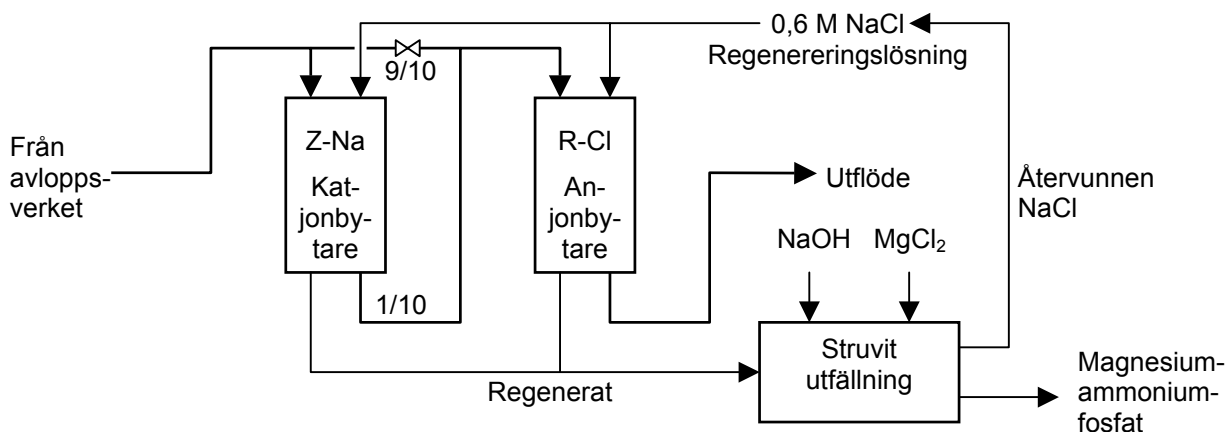 0,6 M NaCl
Regenereringslösning
9/10
Från
avlopps-
verket
Z-Na
Kat-
jonby-
tare
R-Cl
An-
jonby-
tare
Utflöde
Återvunnen
NaCl
NaOH
MgCl₂
1/10
Regenerat
Struvit
utfällning
Magnesium-
ammonium-
fosfat